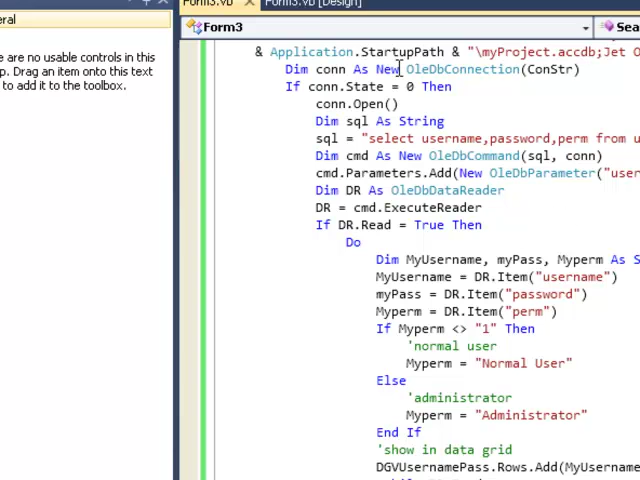 Form3.vb
Form3.vb [Design]
eral
Form3
Sea
e are no usable controls in this
p. Drag an item onto this text
to add it to the toolbox.
& Application.StartupPath & "\myProject.accdb;Jet O
Dim conn As New OleDbConnection(ConStr)
If conn.State = 0 Then
conn.Open()
Dim sql As String
sql = "select username,password,perm from u
Dim cmd As New OleDbCommand(sql, conn)
cmd.Parameters.Add(New OleDbParameter("user
Dim DR As OleDbDataReader
DR = cmd.ExecuteReader
If DR.Read = True Then
Do
Dim MyUsername, myPass, Myperm As S
MyUsername = DR.Item("username")
myPass = DR.Item("password")
Myperm = DR.Item("perm")
If Myperm <> "1" Then
'normal user
Myperm = "Normal User"
Else
'administrator
Myperm = "Administrator"
End If
'show in data grid
DGVUsernamePass.Rows.Add(MyUsername